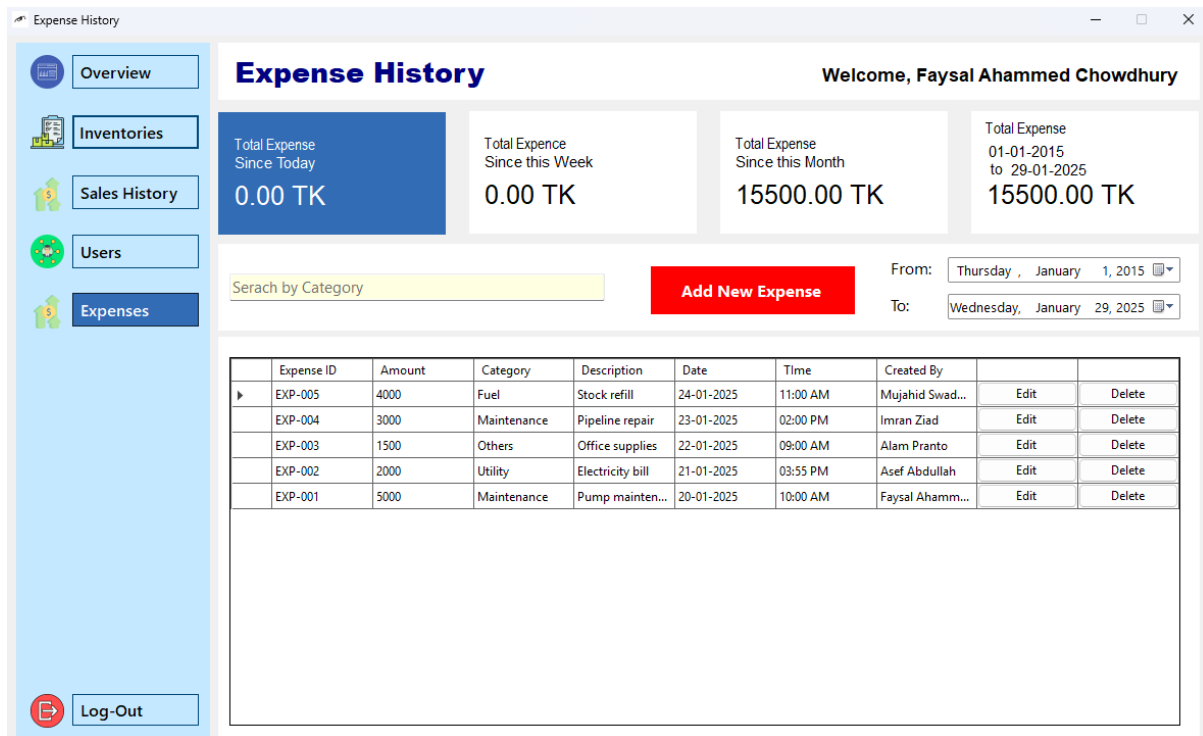 Expense History
Overview
Inventories
Sales History
Users
Expenses
Log-Out
Expense History
Welcome, Faysal Ahammed Chowdhury
Total Expense
Since Today
0.00 TK
Total Expence
Since this Week
0.00 TK
Total Expense
Since this Month
15500.00 TK
Total Expense
01-01-2015
to 29-01-2025
15500.00 TK
Serach by Category
Add New Expense
From: Thursday , January 1, 2015
To: Wednesday, January 29, 2025
Expense ID Amount Category Description Date TIme Created By
EXP-005 4000 Fuel Stock refill 24-01-2025 11:00 AM Mujahid Swad... Edit Delete
EXP-004 3000 Maintenance Pipeline repair 23-01-2025 02:00 PM Imran Ziad Edit Delete
EXP-003 1500 Others Office supplies 22-01-2025 09:00 AM Alam Pranto Edit Delete
EXP-002 2000 Utility Electricity bill 21-01-2025 03:55 PM Asef Abdullah Edit Delete
EXP-001 5000 Maintenance Pump mainten... 20-01-2025 10:00 AM Faysal Ahamm... Edit Delete